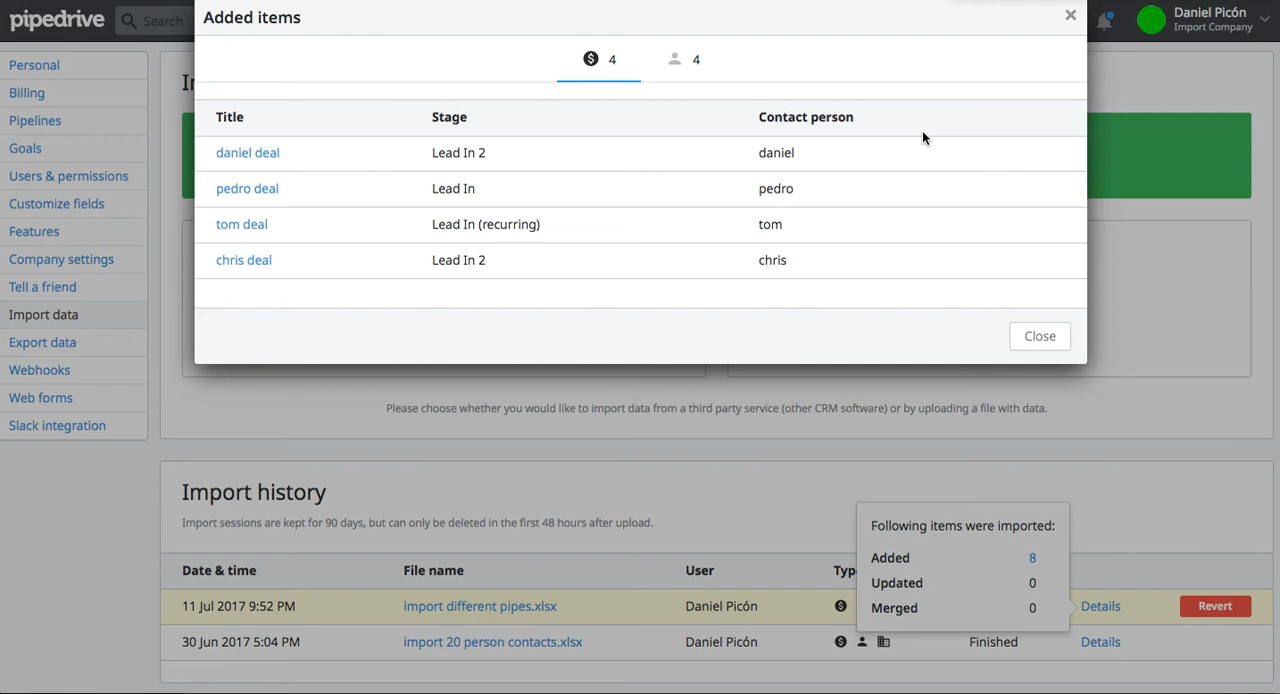 pipedrive
Search
Added items
Daniel Picón
Import Company
4
4
Title Stage Contact person
daniel deal Lead In 2 daniel
pedro deal Lead In pedro
tom deal Lead In (recurring) tom
chris deal Lead In 2 chris
Close
Personal
Billing
Pipelines
Goals
Users & permissions
Customize fields
Features
Company settings
Tell a friend
Import data
Export data
Webhooks
Web forms
Slack integration
Please choose whether you would like to import data from a third party service (other CRM software) or by uploading a file with data.
Import history
Import sessions are kept for 90 days, but can only be deleted in the first 48 hours after upload.
Following items were imported:
Added 8
Updated 0
Merged 0
Date & time File name User
11 Jul 2017 9:52 PM import different pipes.xlsx Daniel Picón Details Revert
30 Jun 2017 5:04 PM import 20 person contacts.xlsx Daniel Picón Finished Details